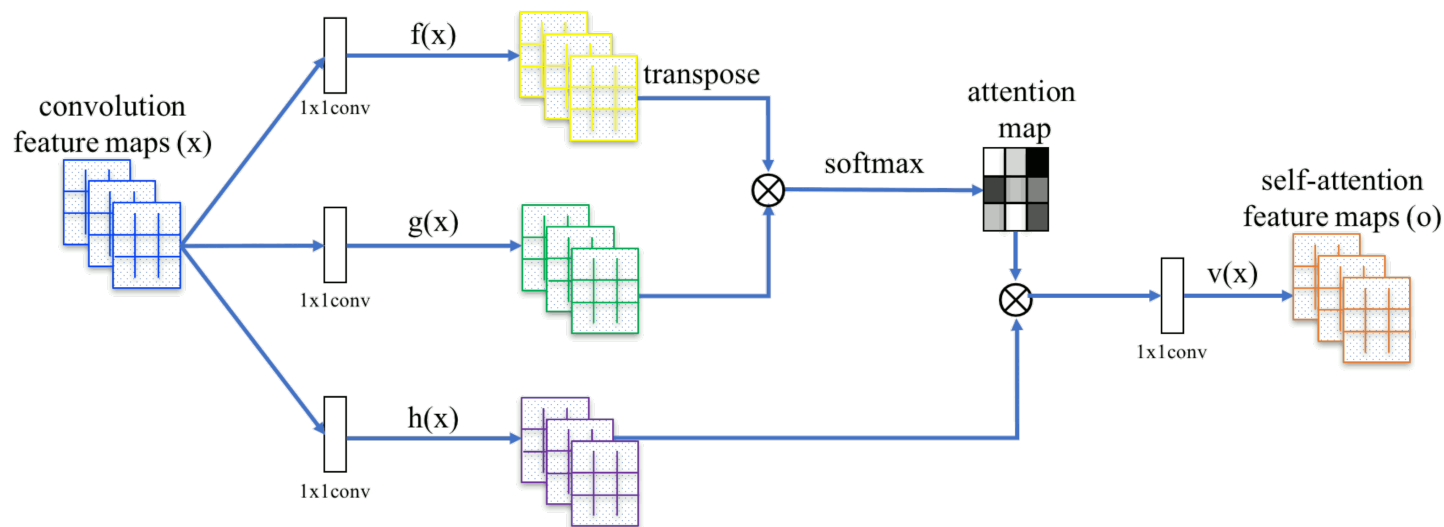 convolution
feature maps (x)
1x1conv
f(x)
transpose
1x1conv
g(x)
1x1conv
h(x)
softmax
attention
map
1x1conv
v(x)
self-attention
feature maps (o)